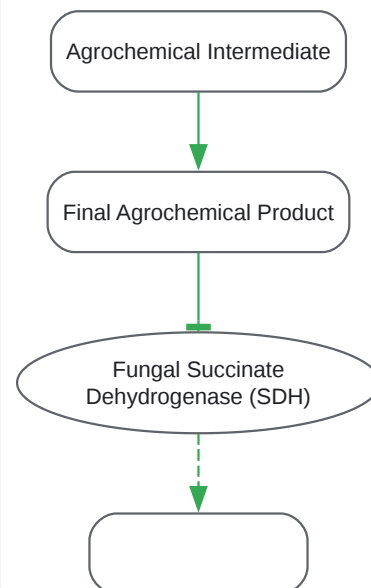 Agrochemical Intermediate
Final Agrochemical Product
Fungal Succinate
Dehydrogenase (SDH)